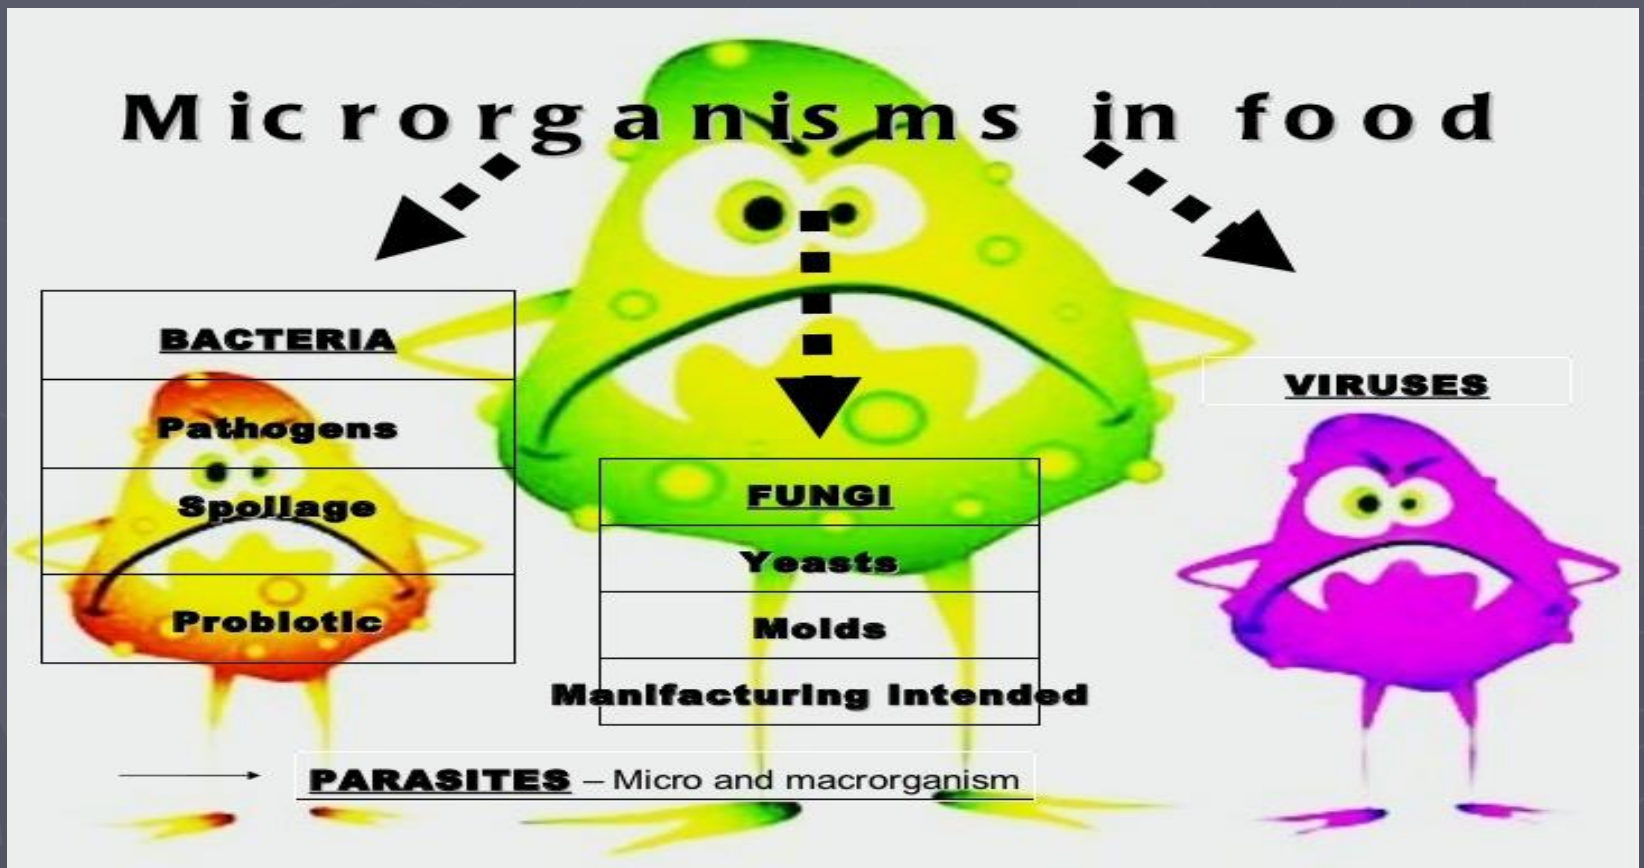 Microrganisms in food
BACTERIA
Pathogens
Spoilage
Probiotic
FUNGI
Yeasts
Molds
Manifacturing intended
VIRUSES
PARASITES – Micro and macrorganism